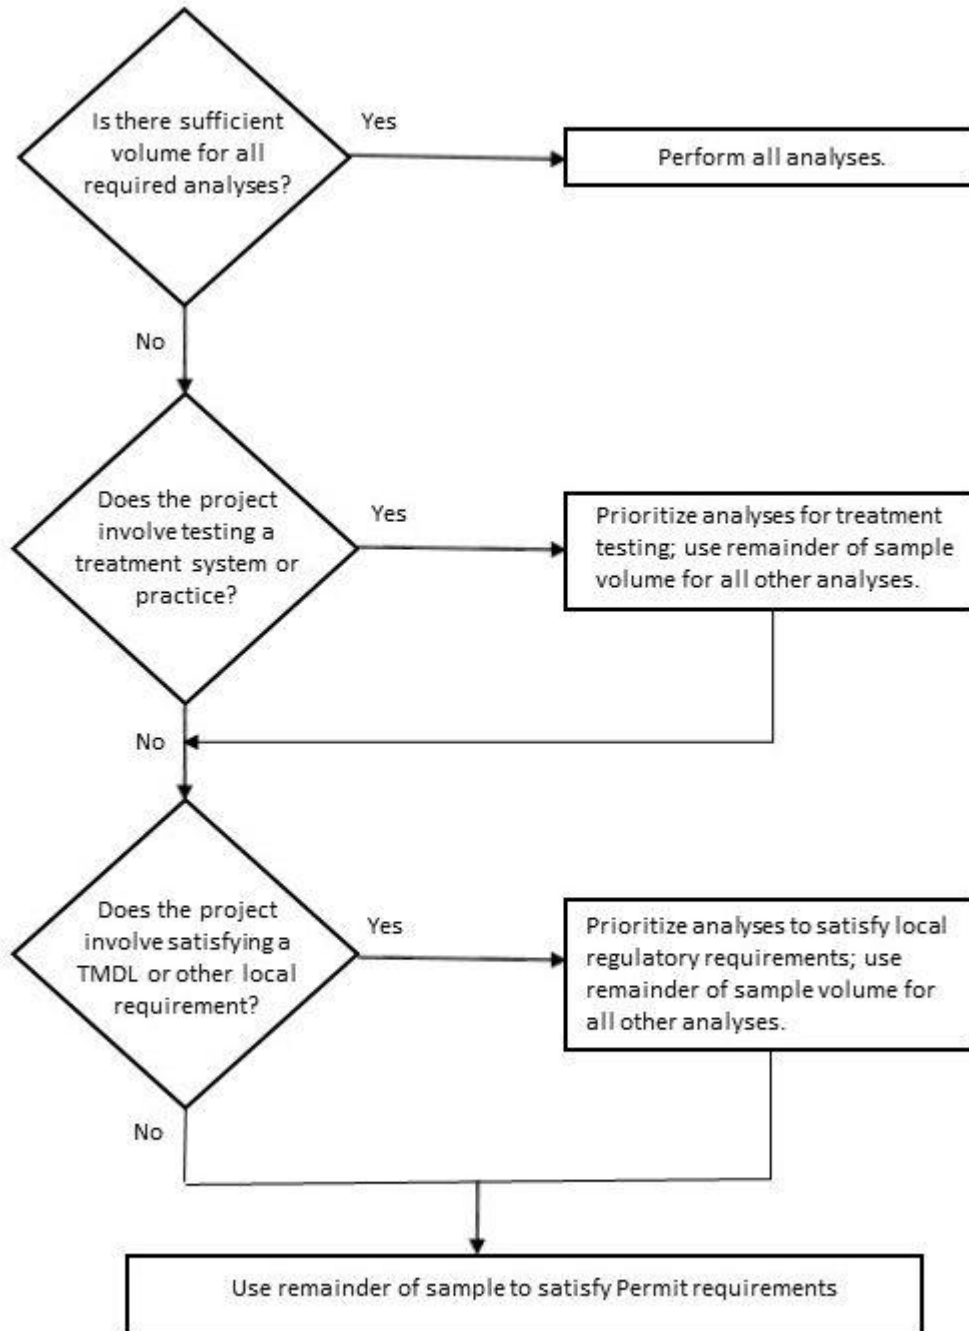 Is there sufficient
volume for all
required analyses?
Yes
Perform all analyses.
No
Does the project
involve testing a
treatment system or
practice?
Yes
Prioritize analyses for treatment
testing; use remainder of sample
volume for all other analyses.
No
Does the project
involve satisfying a
TMDL or other local
requirement?
Yes
Prioritize analyses to satisfy local
regulatory requirements; use
remainder of sample volume for
all other analyses.
No
Use remainder of sample to satisfy Permit requirements